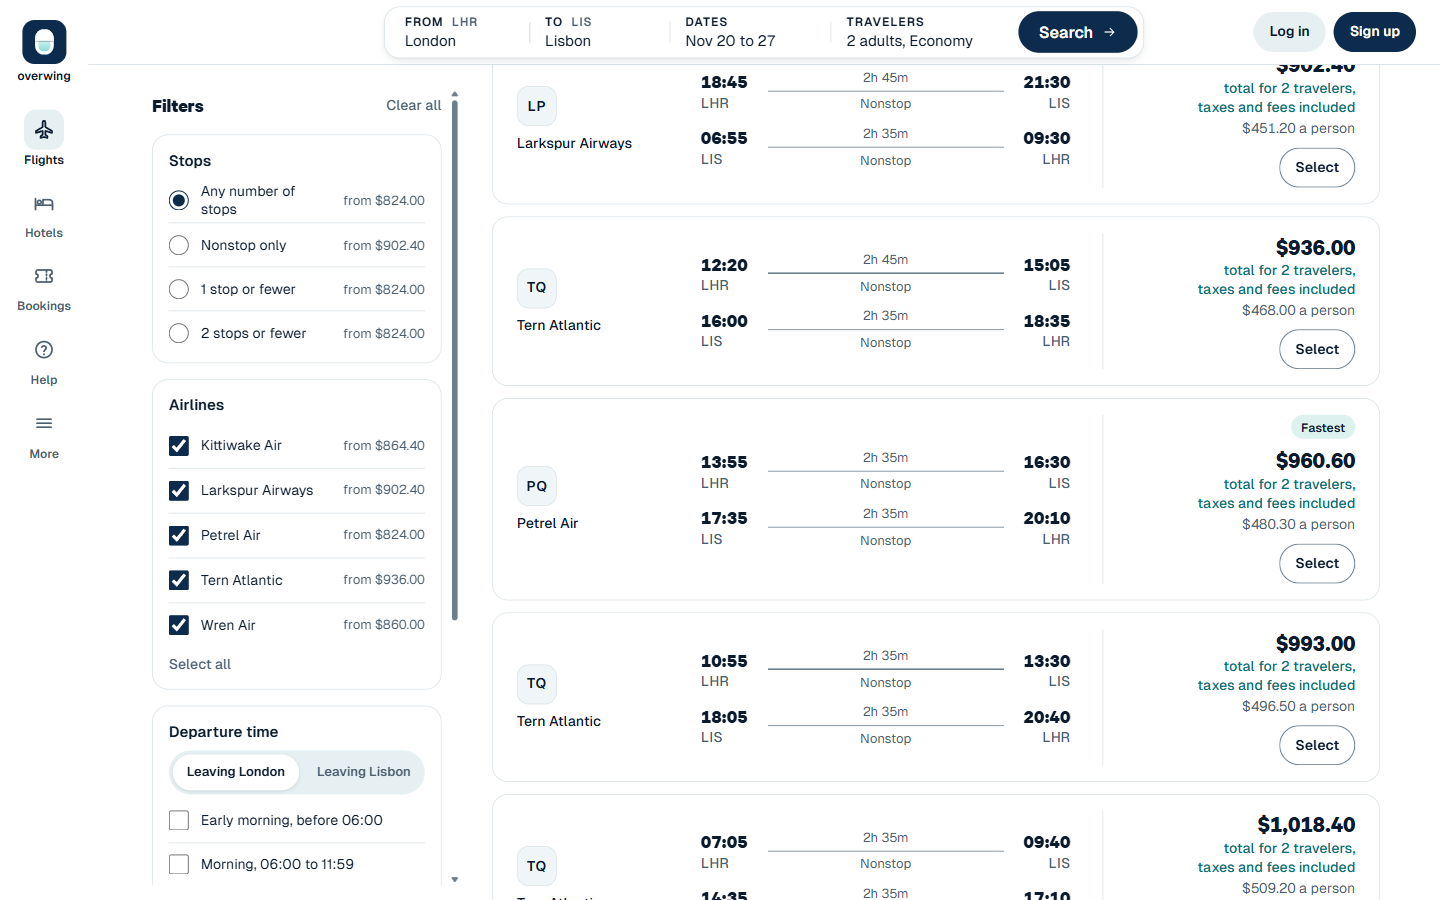 overwing
Flights
Hotels
Bookings
Help
More
FROM LHR
London
TO LIS
Lisbon
DATES
Nov 20 to 27
TRAVELERS
2 adults, Economy
Search →
Log in
Sign up
Filters
Clear all
Stops
Any number of
stops
from $824.00
Nonstop only from $902.40
1 stop or fewer from $824.00
2 stops or fewer from $824.00
Airlines
Kittiwake Air from $864.40
Larkspur Airways from $902.40
Petrel Air from $824.00
Tern Atlantic from $936.00
Wren Air from $860.00
Select all
Departure time
Leaving London Leaving Lisbon
Early morning, before 06:00
Morning, 06:00 to 11:59
LP
Larkspur Airways
18:45 2h 45m 21:30
LHR Nonstop LIS
06:55 2h 35m 09:30
LIS Nonstop LHR
$902.40
total for 2 travelers,
taxes and fees included
$451.20 a person
Select
TQ
Tern Atlantic
12:20 2h 45m 15:05
LHR Nonstop LIS
16:00 2h 35m 18:35
LIS Nonstop LHR
$936.00
total for 2 travelers,
taxes and fees included
$468.00 a person
Select
PQ
Petrel Air
13:55 2h 35m 16:30
LHR Nonstop LIS
17:35 2h 35m 20:10
LIS Nonstop LHR
Fastest
$960.60
total for 2 travelers,
taxes and fees included
$480.30 a person
Select
TQ
Tern Atlantic
10:55 2h 35m 13:30
LHR Nonstop LIS
18:05 2h 35m 20:40
LIS Nonstop LHR
$993.00
total for 2 travelers,
taxes and fees included
$496.50 a person
Select
TQ
Tern Atlantic
07:05 2h 35m 09:40
LHR Nonstop LIS
14:35 2h 35m 17:10
$1,018.40
total for 2 travelers,
taxes and fees included
$509.20 a person